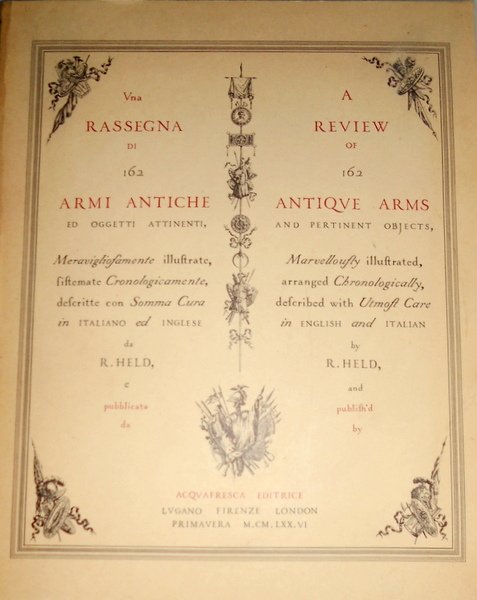 Vna
RASSEGNA
DI
162
ARMI ANTICHE
ED OGGETTI ATTINENTI,
Meraviglioſamente illuſtrate,
ſiſtemate Cronologicamente,
deſcritte con Somma Cura
in ITALIANO ed INGLESE
da
R. HELD,
e
pubblicata
da
A
REVIEW
OF
162
ANTIQVE ARMS
AND PERTINENT OBJECTS,
Marvellouſly illuſtrated,
arranged Chronologically,
deſcribed with Utmoſt Care
in ENGLISH and ITALIAN
by
R. HELD,
and
publiſh'd
by
ACQVAFRESCA EDITRICE
LVGANO FIRENZE LONDON
PRIMAVERA M.CM.LXX.VI